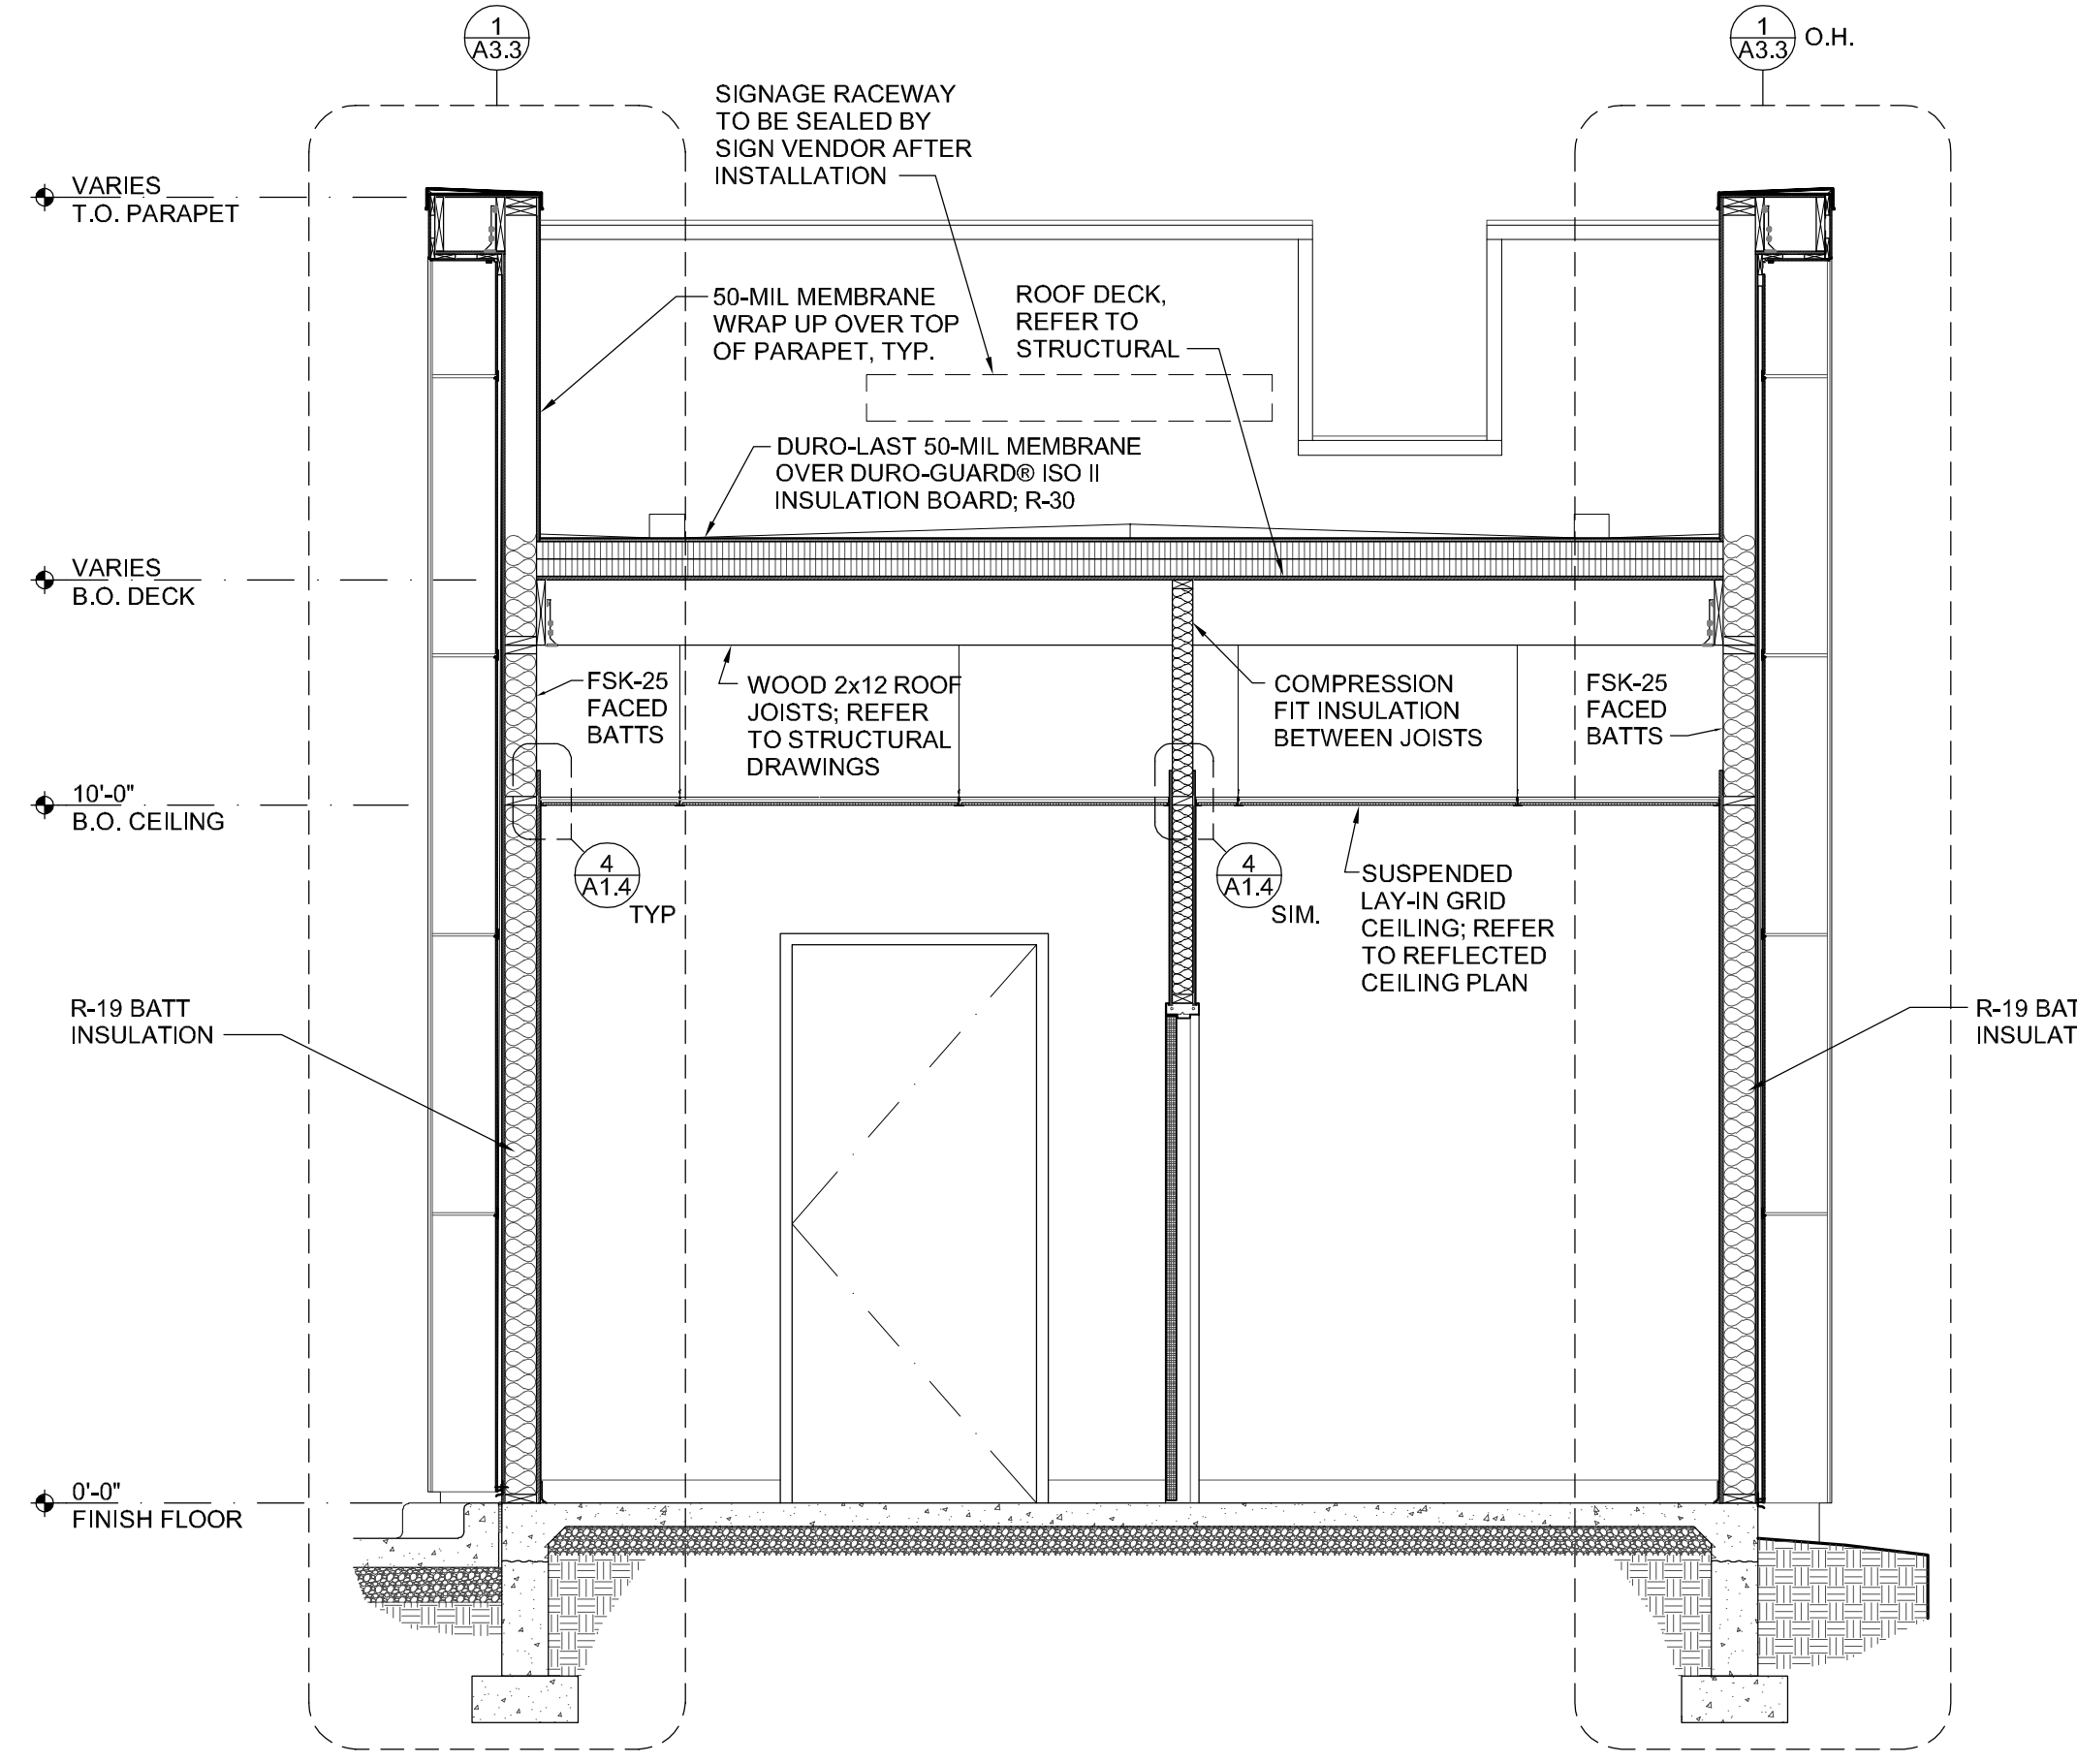 1
A3.3
1
A3.3
O.H.
SIGNAGE RACEWAY
TO BE SEALED BY
SIGN VENDOR AFTER
INSTALLATION
VARIES
T.O. PARAPET
50-MIL MEMBRANE
WRAP UP OVER TOP
OF PARAPET, TYP.
ROOF DECK,
REFER TO
STRUCTURAL
DURO-LAST 50-MIL MEMBRANE
OVER DURO-GUARD® ISO II
INSULATION BOARD; R-30
VARIES
B.O. DECK
FSK-25
FACED
BATTS
WOOD 2x12 ROOF
JOISTS; REFER
TO STRUCTURAL
DRAWINGS
COMPRESSION
FIT INSULATION
BETWEEN JOISTS
FSK-25
FACED
BATTS
10'-0"
B.O. CEILING
4
A1.4
TYP
4
A1.4
SIM.
SUSPENDED
LAY-IN GRID
CEILING; REFER
TO REFLECTED
CEILING PLAN
R-19 BATT
INSULATION
R-19 BAT
INSULAT
0'-0"
FINISH FLOOR